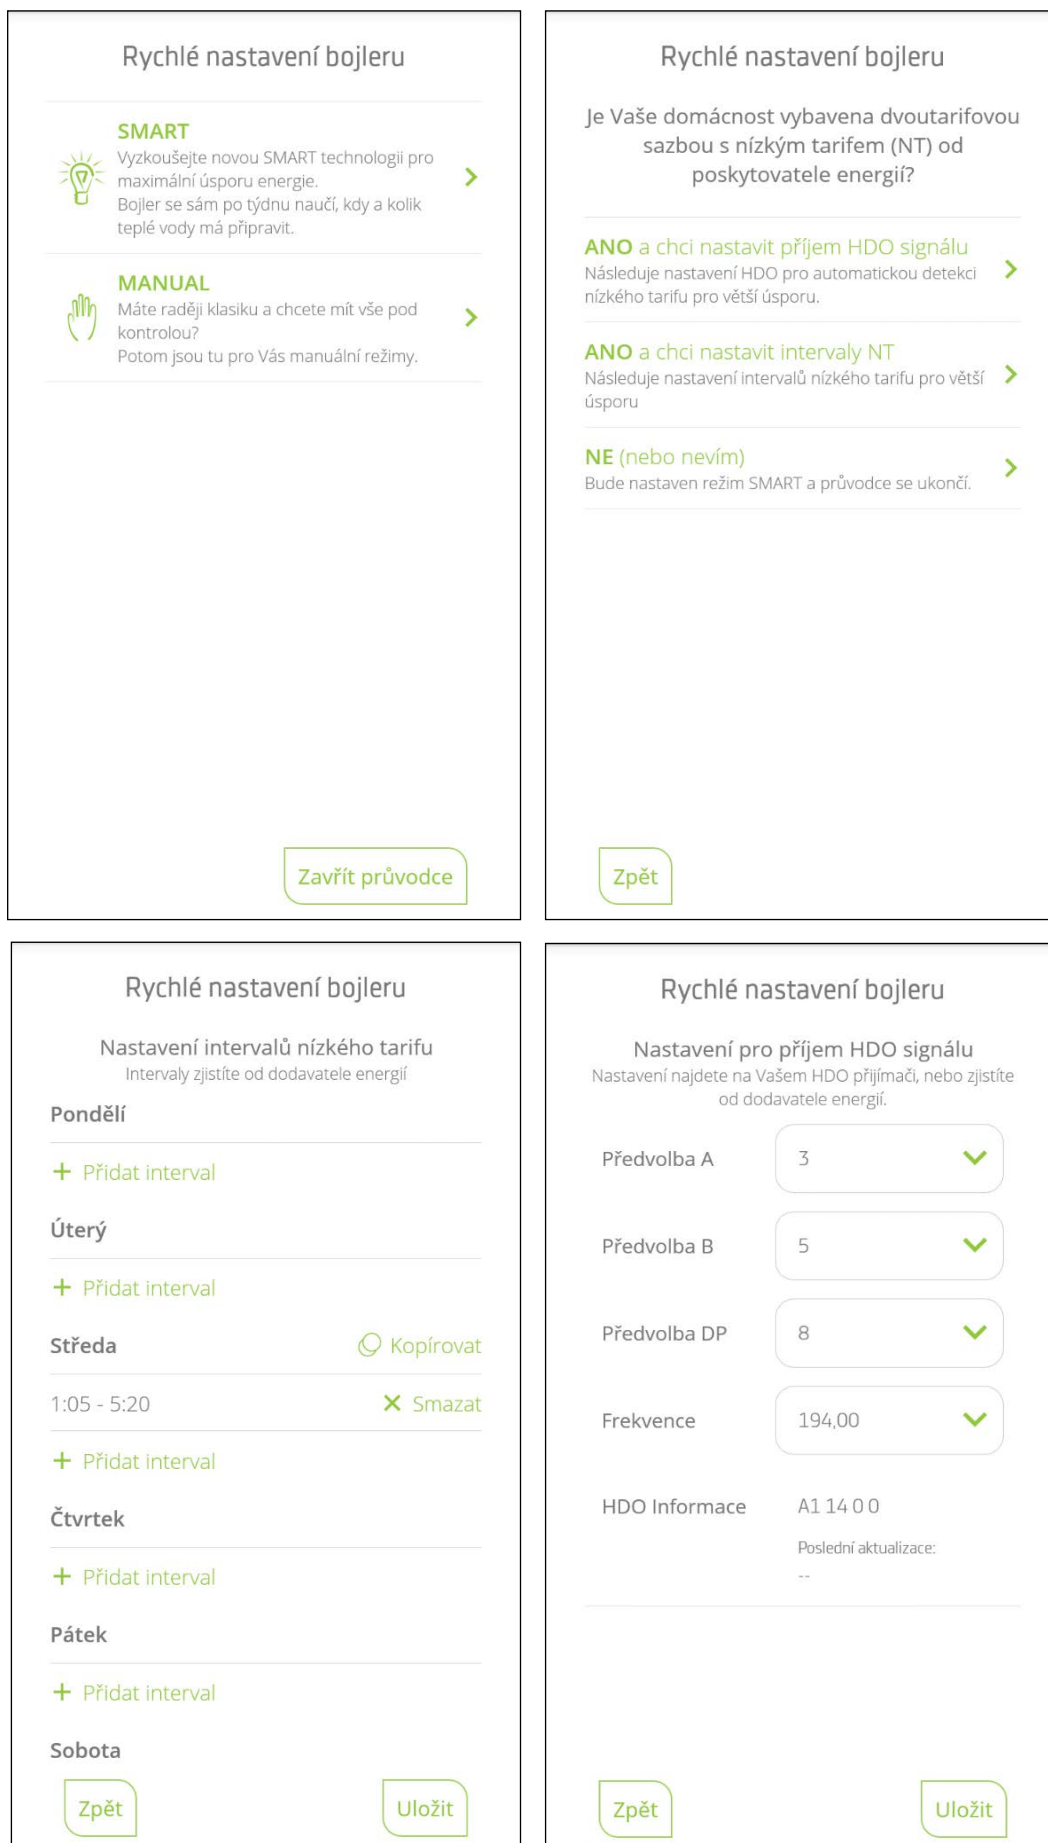 Rychlé nastavení bojleru
SMART
Vyzkoušejte novou SMART technologii pro
maximální úsporu energie.
Bojler se sám po týdnu naučí, kdy a kolik
teplé vody má připravit.
MANUAL
Máte raději klasiku a chcete mít vše pod
kontrolou?
Potom jsou tu pro Vás manuální režimy.
Zavřít průvodce
Rychlé nastavení bojleru
Je Vaše domácnost vybavena dvoutarifovou
sazbou s nízkým tarifem (NT) od
poskytovatele energií?
ANO a chci nastavit příjem HDO signálu
Následuje nastavení HDO pro automatickou detekci
nízkého tarifu pro větší úsporu.
ANO a chci nastavit intervaly NT
Následuje nastavení intervalů nízkého tarifu pro větší
úsporu
NE (nebo nevím)
Bude nastaven režim SMART a průvodce se ukončí.
Zpět
Rychlé nastavení bojleru
Nastavení intervalů nízkého tarifu
Intervaly zjistíte od dodavatele energií
Pondělí
+ Přidat interval
Úterý
+ Přidat interval
Středa Kopírovat
1:05 - 5:20 × Smazat
+ Přidat interval
Čtvrtek
+ Přidat interval
Pátek
+ Přidat interval
Sobota
Zpět Uložit
Rychlé nastavení bojleru
Nastavení pro příjem HDO signálu
Nastavení najdete na Vašem HDO přijímači, nebo zjistíte
od dodavatele energií.
Předvolba A 3
Předvolba B 5
Předvolba DP 8
Frekvence 194,00
HDO Informace A1 14 0 0
Poslední aktualizace:
--
Zpět Uložit